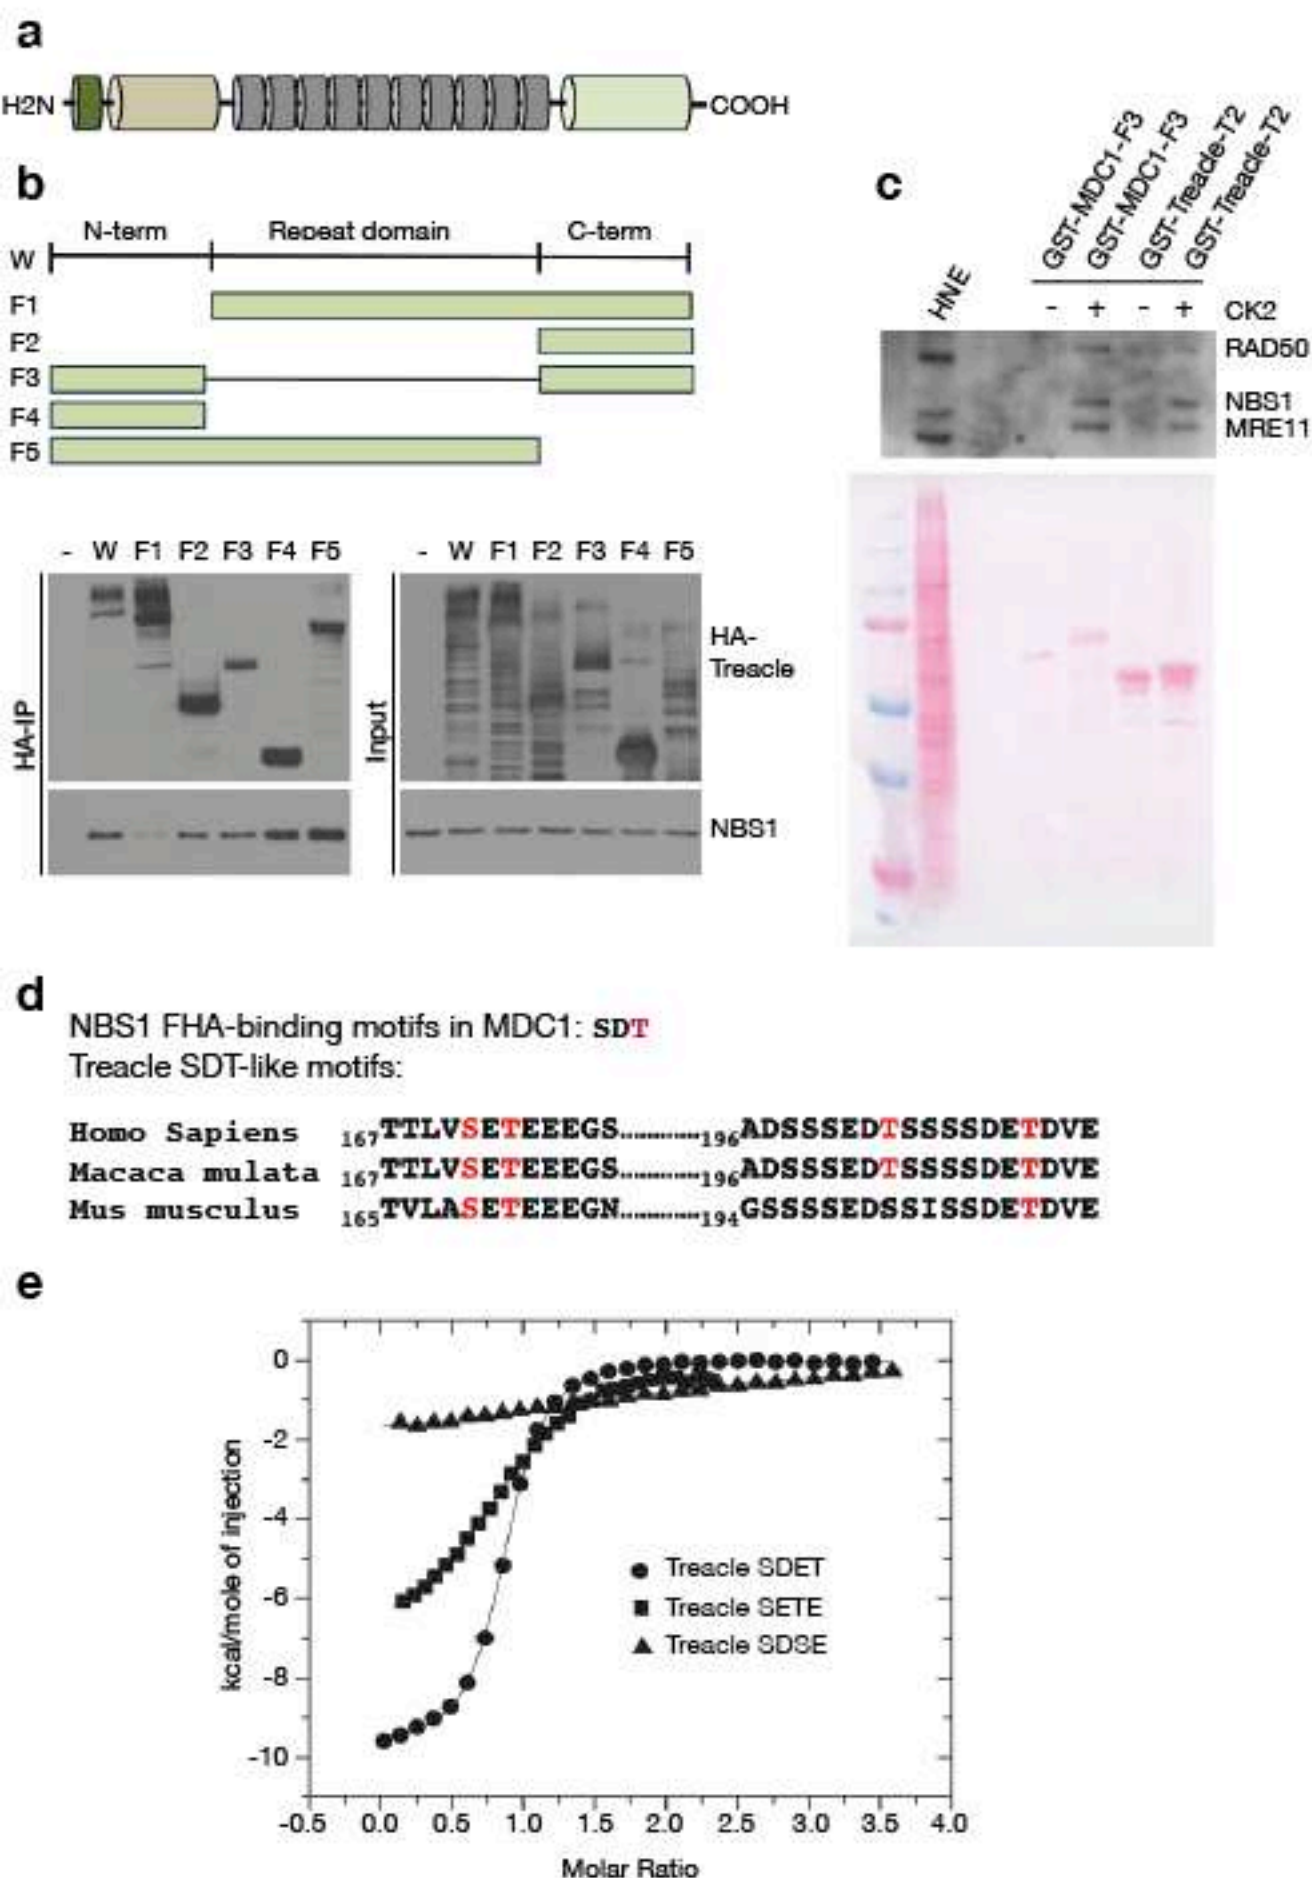 a
H2N COOH
b
N-term Repeat domain C-term
W
F1
F2
F3
F4
F5
- W F1 F2 F3 F4 F5
HA-IP
- W F1 F2 F3 F4 F5
Input
HA-
Treacle
NBS1
c
HNE
GST-MDC1-F3
GST-MDC1-F3
GST-Treacle-T2
GST-Treacle-T2
- + - + CK2
RAD50
NBS1
MRE11
d
NBS1 FHA-binding motifs in MDC1: SDT
Treacle SDT-like motifs:
Homo Sapiens 167TTLVSETEEEGS............196ADSSSEDTSSSSDETDVE
Macaca mulata 167TTLVSETEEEGS............196ADSSSEDTSSSSDETDVE
Mus musculus 165TVLASETEEEGN............194GSSSSEDSSISSDETDVE
e
kcal/mole of injection
0
-2
-4
-6
-8
-10
Treacle SDET
Treacle SETE
Treacle SDSE
-0.5 0.0 0.5 1.0 1.5 2.0 2.5 3.0 3.5 4.0
Molar Ratio